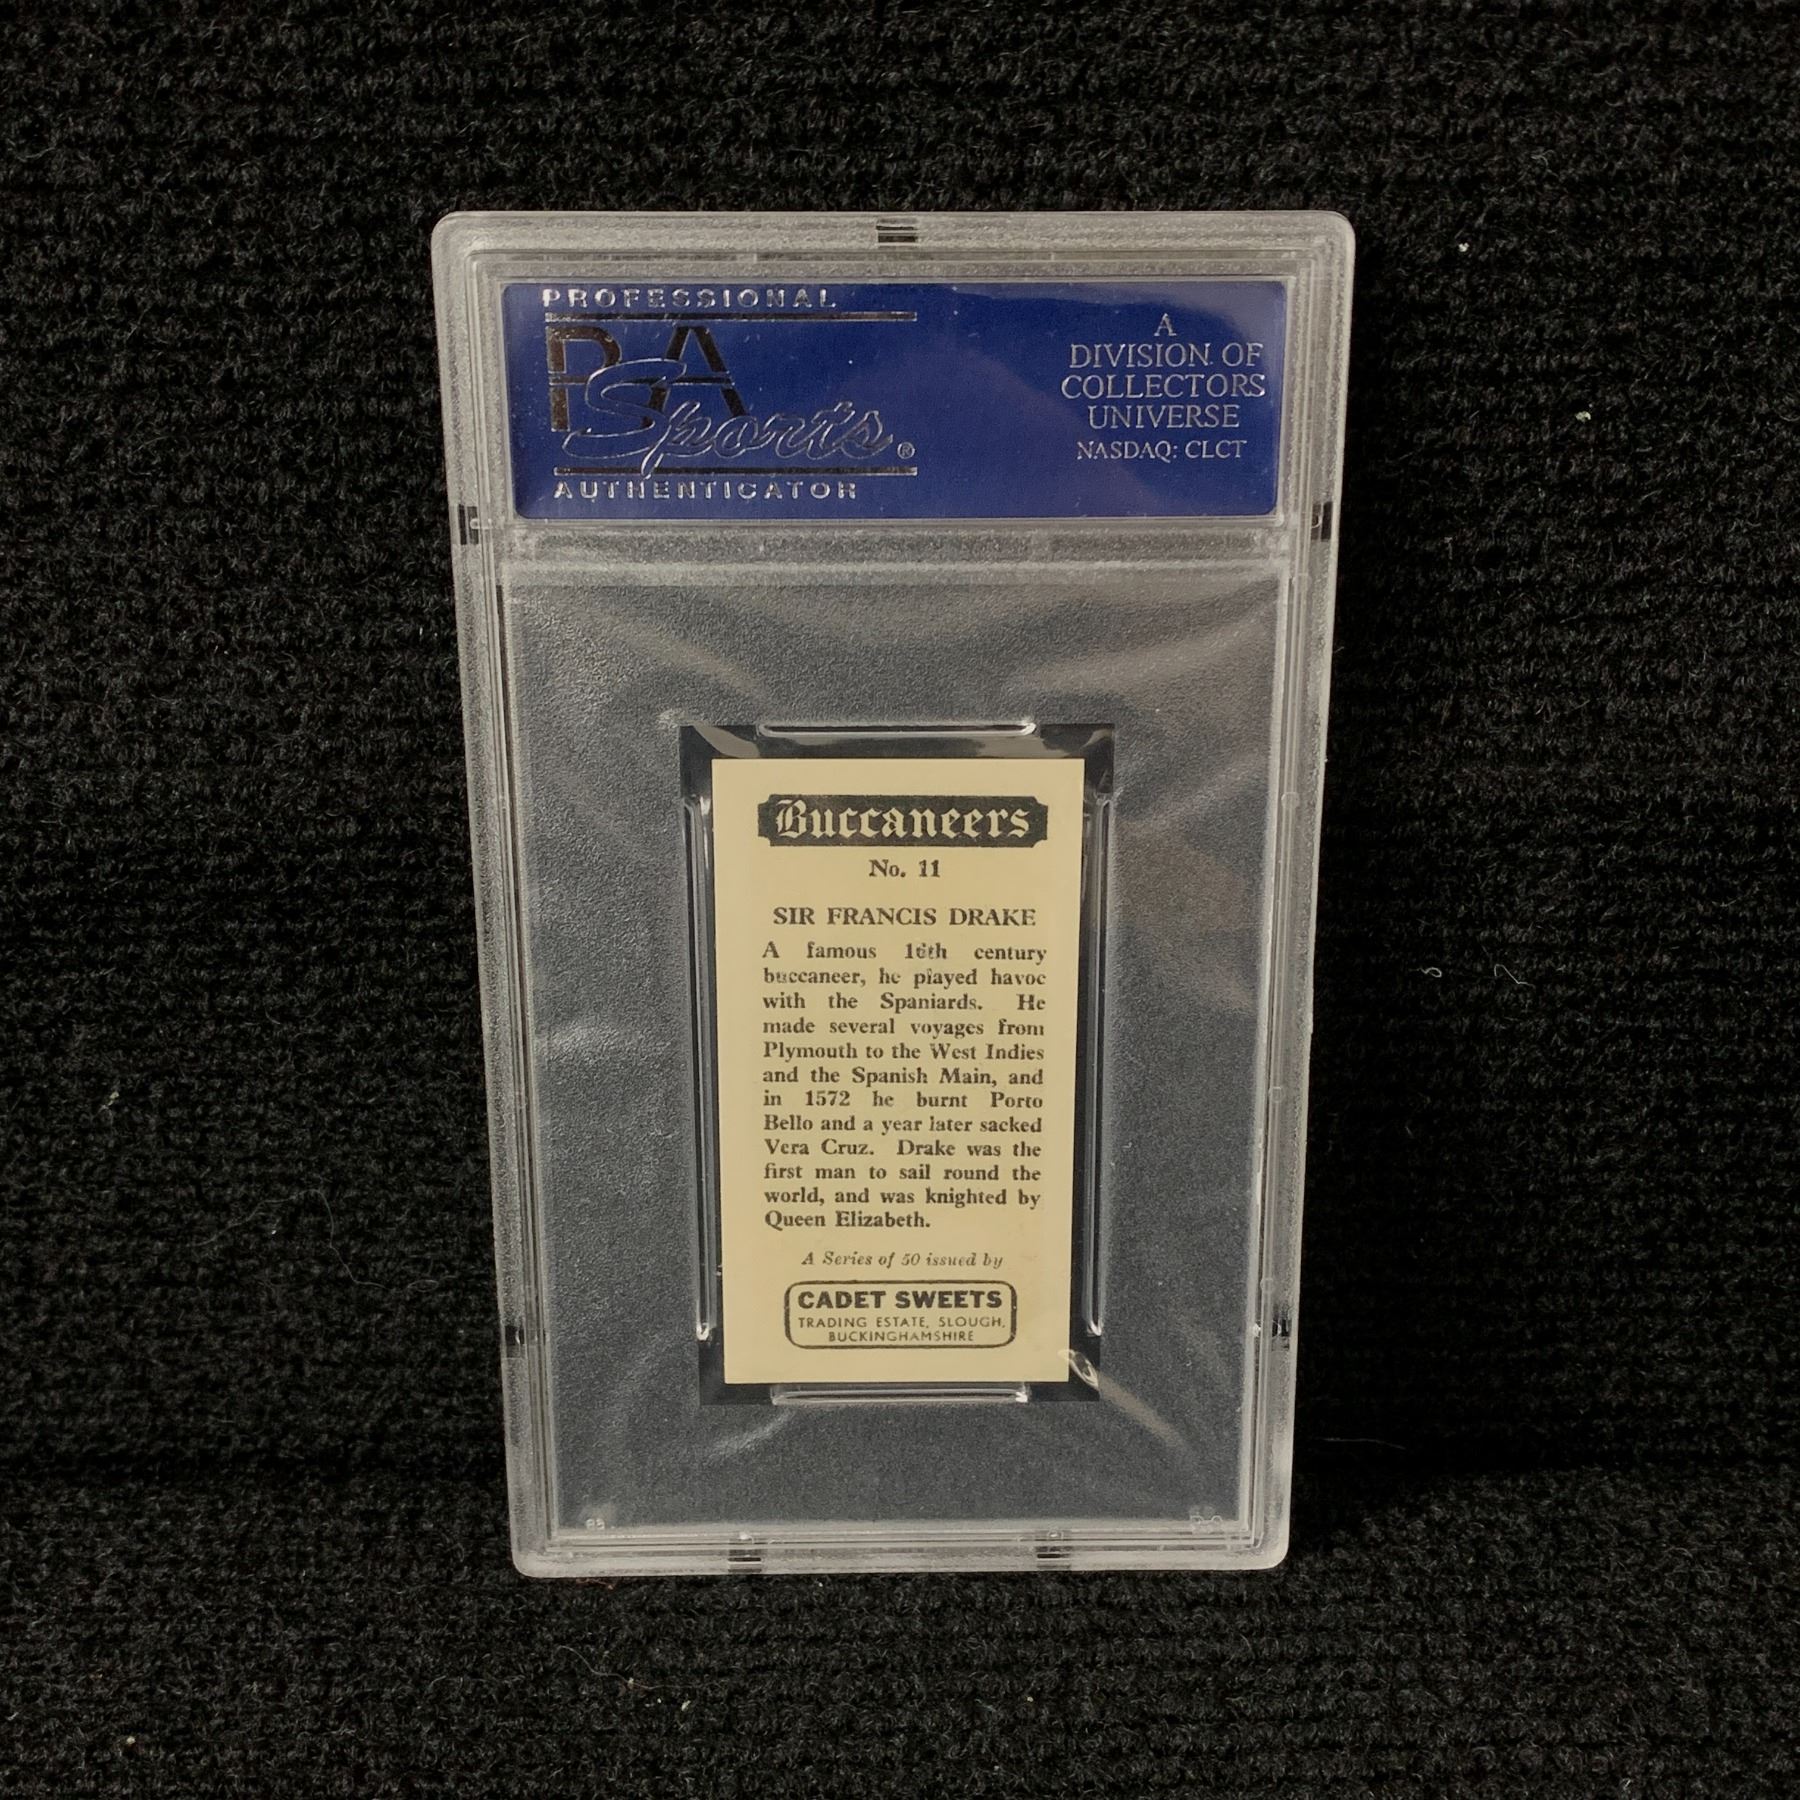 PROFESSIONAL
PSA
Sports®
AUTHENTICATOR
A
DIVISION OF
COLLECTORS
UNIVERSE
NASDAQ: CLCT
Buccaneers
No. 11
SIR FRANCIS DRAKE
A famous 16th century
buccaneer, he played havoc
with the Spaniards. He
made several voyages from
Plymouth to the West Indies
and the Spanish Main, and
in 1572 he burnt Porto
Bello and a year later sacked
Vera Cruz. Drake was the
first man to sail round the
world, and was knighted by
Queen Elizabeth.
A Series of 50 issued by
CADET SWEETS
TRADING ESTATE, SLOUGH,
BUCKINGHAMSHIRE